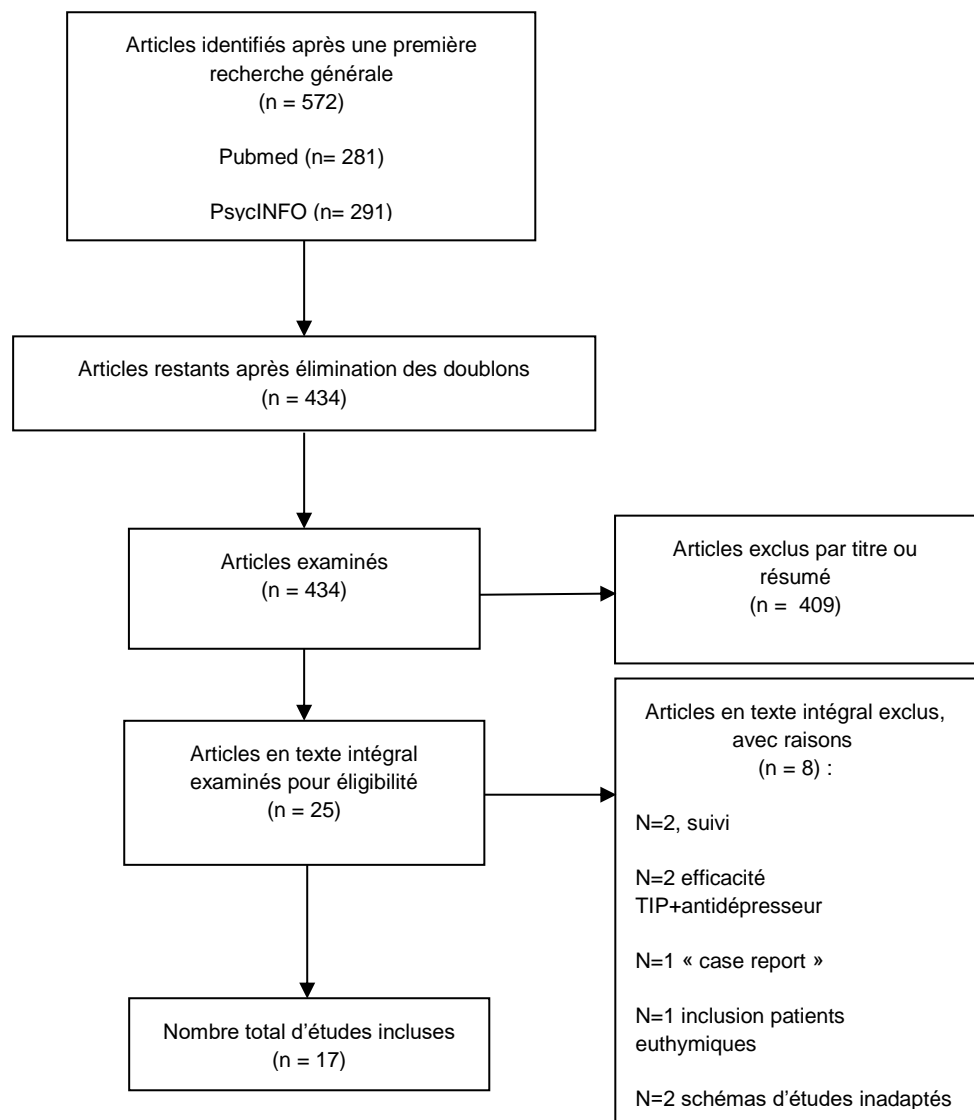 Articles identifiés après une première
recherche générale
(n = 572)
Pubmed (n= 281)
PsycINFO (n= 291)
Articles restants après élimination des doublons
(n = 434)
Articles examinés
(n = 434)
Articles exclus par titre ou
résumé
(n =  409)
Articles en texte intégral
examinés pour éligibilité
(n = 25)
Articles en texte intégral exclus,
avec raisons
(n = 8) :
N=2, suivi
N=2 efficacité
TIP+antidépresseur
N=1 « case report »
N=1 inclusion patients
euthymiques
N=2 schémas d'études inadaptés
Nombre total d'études incluses
(n = 17)